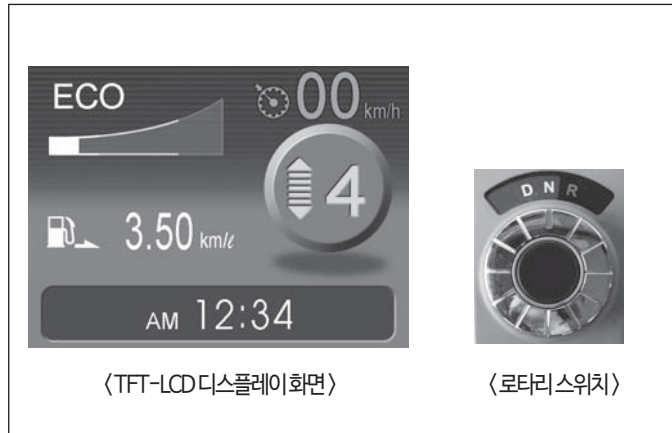 ECO
00 km/h
4
3.50 km/ℓ
AM 12:34
D N R
〈TFT-LCD 디스플레이 화면〉
〈로타리 스위치〉